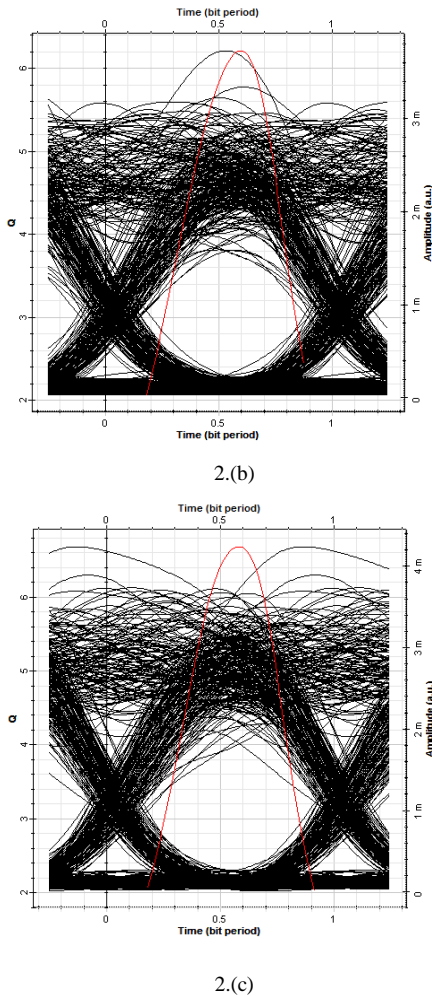 Time (bit period)
0 0.5 1
Q
6
5
4
3
2
Amplitude (a.u.)
3 m
2 m
1 m
0
0 0.5 1
Time (bit period)
2.(b)
Time (bit period)
0 0.5 1
Q
6
5
4
3
2
Amplitude (a.u.)
4 m
3 m
2 m
1 m
0
0 0.5 1
Time (bit period)
2.(c)